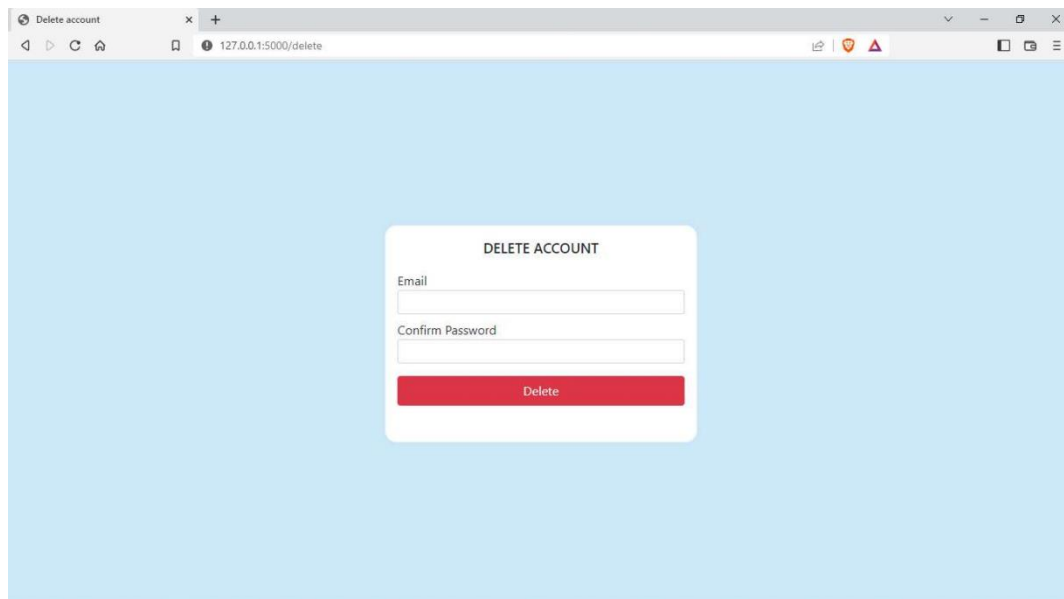 Delete account
127.0.0.1:5000/delete
DELETE ACCOUNT
Email
Confirm Password
Delete